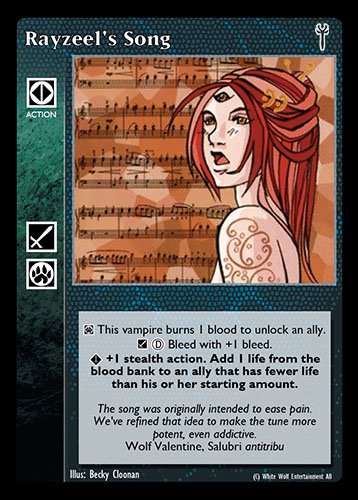 Rayzeel's Song
ACTION
This vampire burns 1 blood to unlock an ally.
D Bleed with +1 bleed.
+1 stealth action. Add 1 life from the
blood bank to an ally that has fewer life
than his or her starting amount.
The song was originally intended to ease pain.
We've refined that idea to make the tune more
potent, even addictive.
Wolf Valentine, Salubri antitribu
Illus: Becky Cloonan
(C) White Wolf Entertainment AB